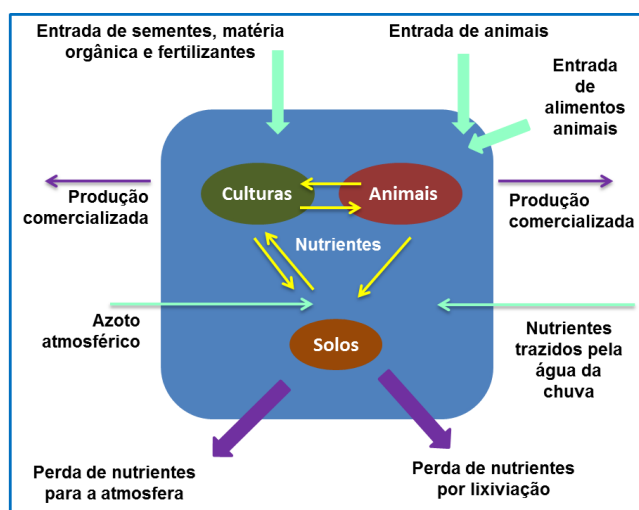 Entrada de sementes, matéria
orgânica e fertilizantes
Entrada de animais
Entrada
de
alimentos
animais
Culturas
Animais
Produção
comercializada
Produção
comercializada
Nutrientes
Azoto
atmosférico
Solos
Nutrientes
trazidos pela
água da
chuva
Perda de nutrientes
para a atmosfera
Perda de nutrientes
por lixiviação